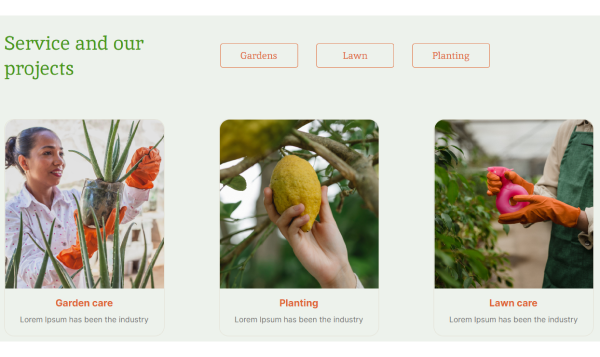 Service and our
projects
Gardens
Lawn
Planting
Garden care
Lorem Ipsum has been the industry
Planting
Lorem Ipsum has been the industry
Lawn care
Lorem Ipsum has been the industry